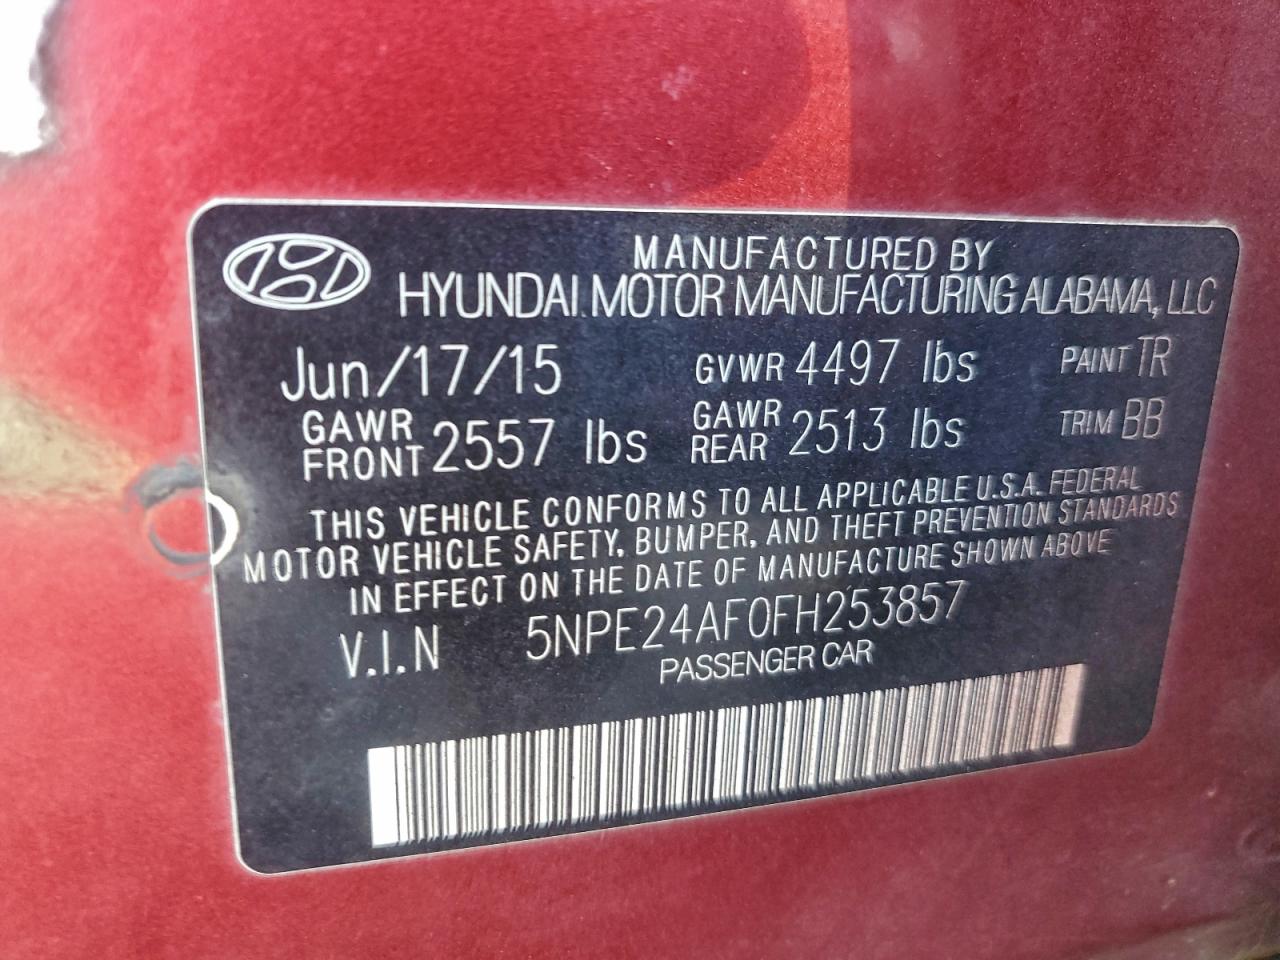 MANUFACTURED BY
HYUNDAI MOTOR MANUFACTURING ALABAMA, LLC
Jun/17/15 GVWR 4497 lbs PAINT TR
GAWR FRONT 2557 lbs GAWR REAR 2513 lbs TRIM BB
THIS VEHICLE CONFORMS TO ALL APPLICABLE U.S.A. FEDERAL
MOTOR VEHICLE SAFETY, BUMPER, AND THEFT PREVENTION STANDARDS
IN EFFECT ON THE DATE OF MANUFACTURE SHOWN ABOVE
V.I.N 5NPE24AF0FH253857
PASSENGER CAR